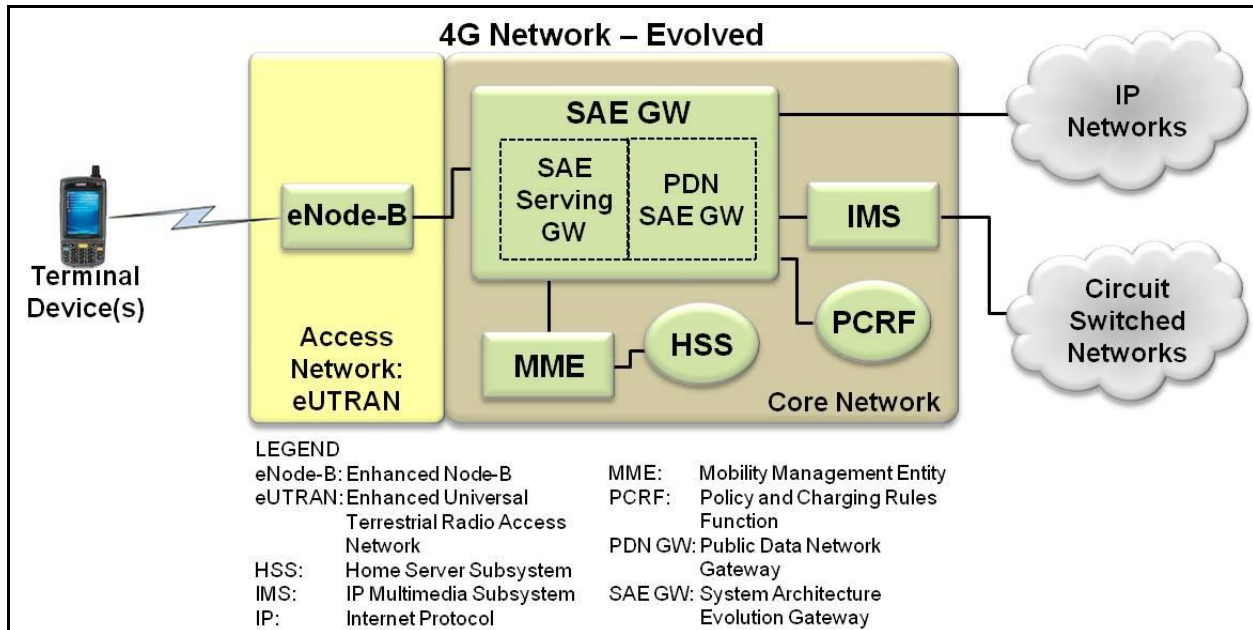 4G Network – Evolved
SAE GW
SAE
Serving
GW
PDN
SAE GW
IP
Networks
eNode-B
IMS
Terminal
Device(s)
Circuit
Switched
Networks
PCRF
HSS
MME
Access
Network:
eUTRAN
Core Network
LEGEND
eNode-B: Enhanced Node-B
eUTRAN: Enhanced Universal
Terrestrial Radio Access
Network
HSS: Home Server Subsystem
IMS: IP Multimedia Subsystem
IP: Internet Protocol
MME: Mobility Management Entity
PCRF: Policy and Charging Rules
Function
PDN GW: Public Data Network
Gateway
SAE GW: System Architecture
Evolution Gateway